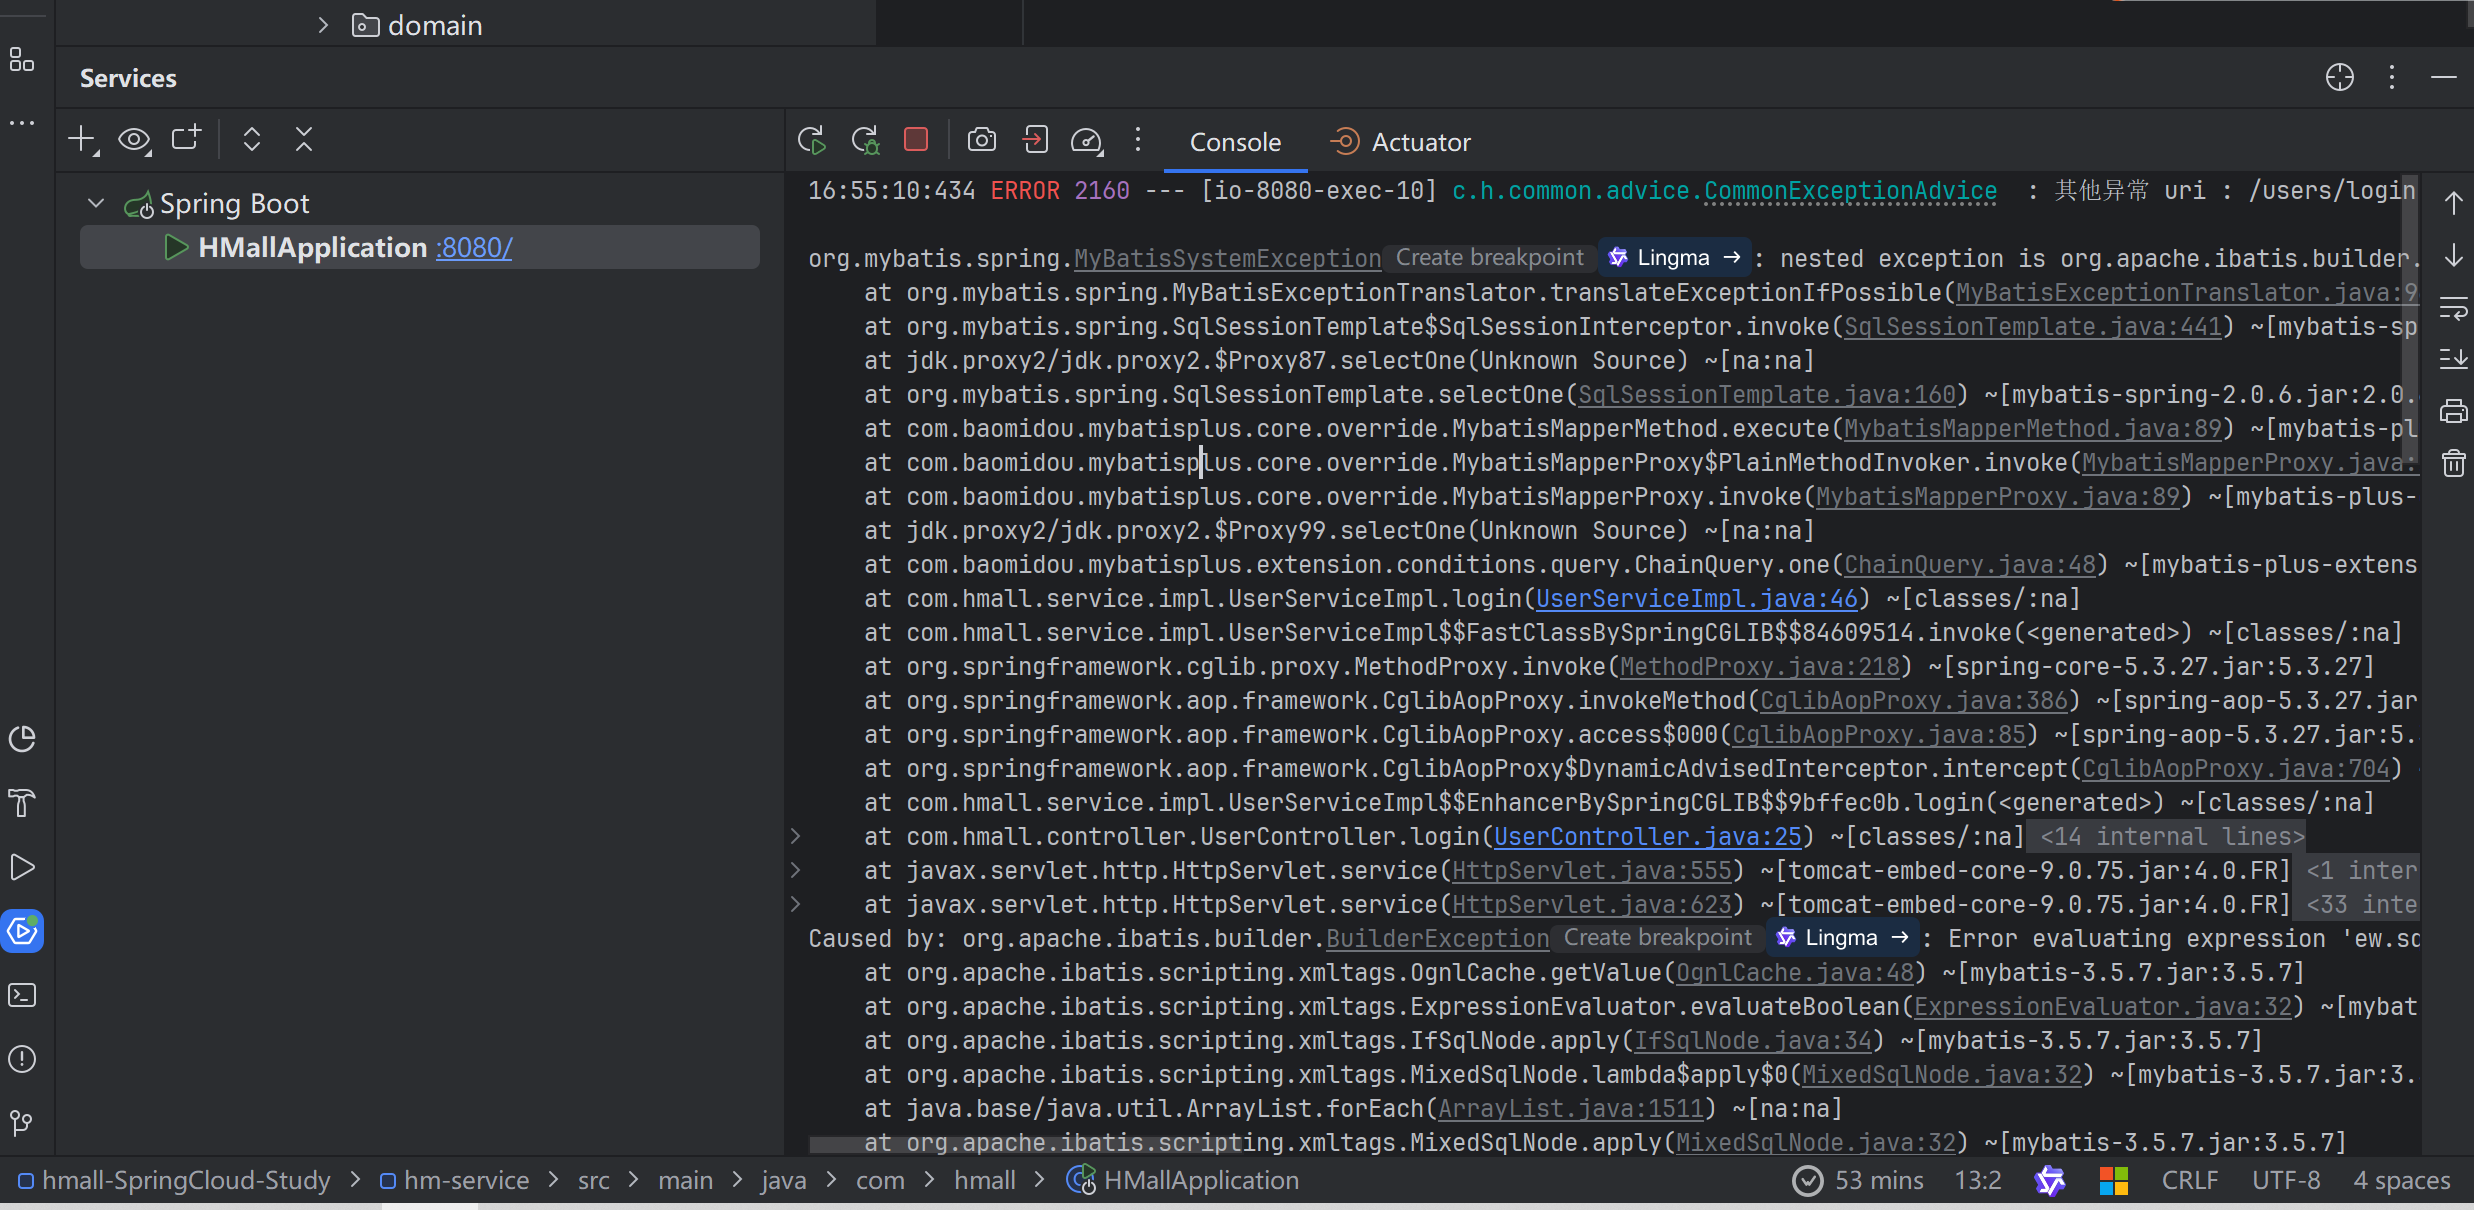 domain
Services
Console
Actuator
Spring Boot
HMallApplication :8080/
16:55:10:434 ERROR 2160 --- [io-8080-exec-10] c.h.common.advice.CommonExceptionAdvice : 其他异常 uri : /users/login
org.mybatis.spring.MyBatisSystemException Create breakpoint Lingma → : nested exception is org.apache.ibatis.builder.
at org.mybatis.spring.MyBatisExceptionTranslator.translateExceptionIfPossible(MyBatisExceptionTranslator.java:9
at org.mybatis.spring.SqlSessionTemplate$SqlSessionInterceptor.invoke(SqlSessionTemplate.java:441) ~[mybatis-sp
at jdk.proxy2/jdk.proxy2.$Proxy87.selectOne(Unknown Source) ~[na:na]
at org.mybatis.spring.SqlSessionTemplate.selectOne(SqlSessionTemplate.java:160) ~[mybatis-spring-2.0.6.jar:2.0.
at com.baomidou.mybatisplus.core.override.MybatisMapperMethod.execute(MybatisMapperMethod.java:89) ~[mybatis-pl
at com.baomidou.mybatisplus.core.override.MybatisMapperProxy$PlainMethodInvoker.invoke(MybatisMapperProxy.java:
at com.baomidou.mybatisplus.core.override.MybatisMapperProxy.invoke(MybatisMapperProxy.java:89) ~[mybatis-plus-
at jdk.proxy2/jdk.proxy2.$Proxy99.selectOne(Unknown Source) ~[na:na]
at com.baomidou.mybatisplus.extension.conditions.query.ChainQuery.one(ChainQuery.java:48) ~[mybatis-plus-extens
at com.hmall.service.impl.UserServiceImpl.login(UserServiceImpl.java:46) ~[classes/:na]
at com.hmall.service.impl.UserServiceImpl$$FastClassBySpringCGLIB$$84609514.invoke(<generated>) ~[classes/:na]
at org.springframework.cglib.proxy.MethodProxy.invoke(MethodProxy.java:218) ~[spring-core-5.3.27.jar:5.3.27]
at org.springframework.aop.framework.CglibAopProxy.invokeMethod(CglibAopProxy.java:386) ~[spring-aop-5.3.27.jar
at org.springframework.aop.framework.CglibAopProxy.access$000(CglibAopProxy.java:85) ~[spring-aop-5.3.27.jar:5.
at org.springframework.aop.framework.CglibAopProxy$DynamicAdvisedInterceptor.intercept(CglibAopProxy.java:704)
at com.hmall.service.impl.UserServiceImpl$$EnhancerBySpringCGLIB$$9bffec0b.login(<generated>) ~[classes/:na]
at com.hmall.controller.UserController.login(UserController.java:25) ~[classes/:na] <14 internal lines>
at javax.servlet.http.HttpServlet.service(HttpServlet.java:555) ~[tomcat-embed-core-9.0.75.jar:4.0.FR] <1 inter
at javax.servlet.http.HttpServlet.service(HttpServlet.java:623) ~[tomcat-embed-core-9.0.75.jar:4.0.FR] <33 inte
Caused by: org.apache.ibatis.builder.BuilderException Create breakpoint Lingma → : Error evaluating expression 'ew.sq
at org.apache.ibatis.scripting.xmltags.OgnlCache.getValue(OgnlCache.java:48) ~[mybatis-3.5.7.jar:3.5.7]
at org.apache.ibatis.scripting.xmltags.ExpressionEvaluator.evaluateBoolean(ExpressionEvaluator.java:32) ~[mybat
at org.apache.ibatis.scripting.xmltags.IfSqlNode.apply(IfSqlNode.java:34) ~[mybatis-3.5.7.jar:3.5.7]
at org.apache.ibatis.scripting.xmltags.MixedSqlNode.lambda$apply$0(MixedSqlNode.java:32) ~[mybatis-3.5.7.jar:3.
at java.base/java.util.ArrayList.forEach(ArrayList.java:1511) ~[na:na]
at org.apache.ibatis.scripting.xmltags.MixedSqlNode.apply(MixedSqlNode.java:32) ~[mybatis-3.5.7.jar:3.5.7]
hmall-SpringCloud-Study > hm-service > src > main > java > com > hmall > HMallApplication
53 mins 13:2 CRLF UTF-8 4 spaces